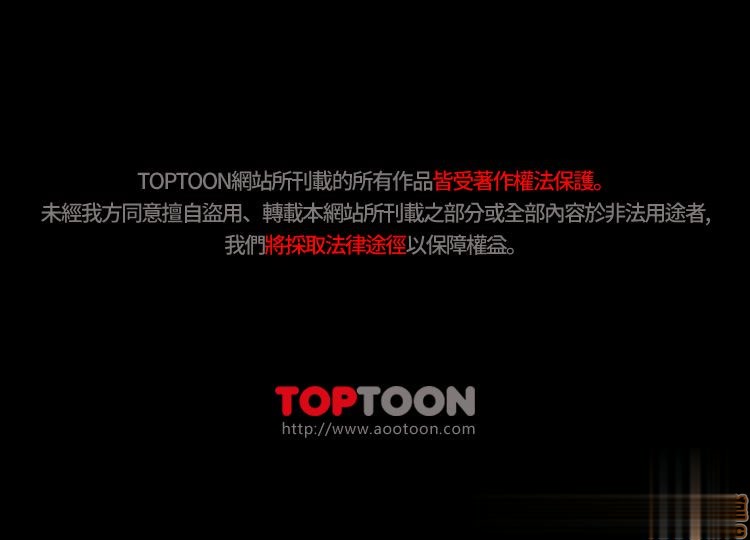 TOPTOON網站所刊載的所有作品皆受著作權法保護。
未經我方同意擅自盜用、轉載本網站所刊載之部分或全部內容於非法用途者,
我們將採取法律途徑以保障權益。
TOPTOON
http://www.aootoon.com